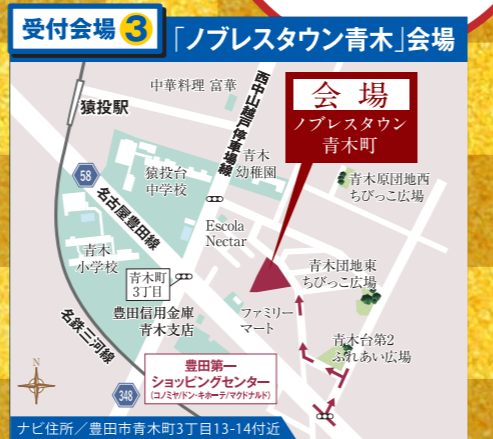 受付会場 3 「ノブレスタウン青木」会場
中華料理 富華
猿投駅
西中山越戸停車場線
会場
ノブレスタウン
青木町
58
猿投台
中学校
青木
幼稚園
青木原団地西
ちびっこ広場
名古屋豊田線
Escola
Nectar
青木
小学校
青木町
3丁目
青木団地東
ちびっこ広場
豊田信用金庫
青木支店
ファミリー
マート
名鉄三河線
青木台第2
ふれあい広場
豊田第一
ショッピングセンター
(コノミヤ/ドン・キホーテ/マクドナルド)
N
348
ナビ住所/豊田市青木町3丁目13-14付近